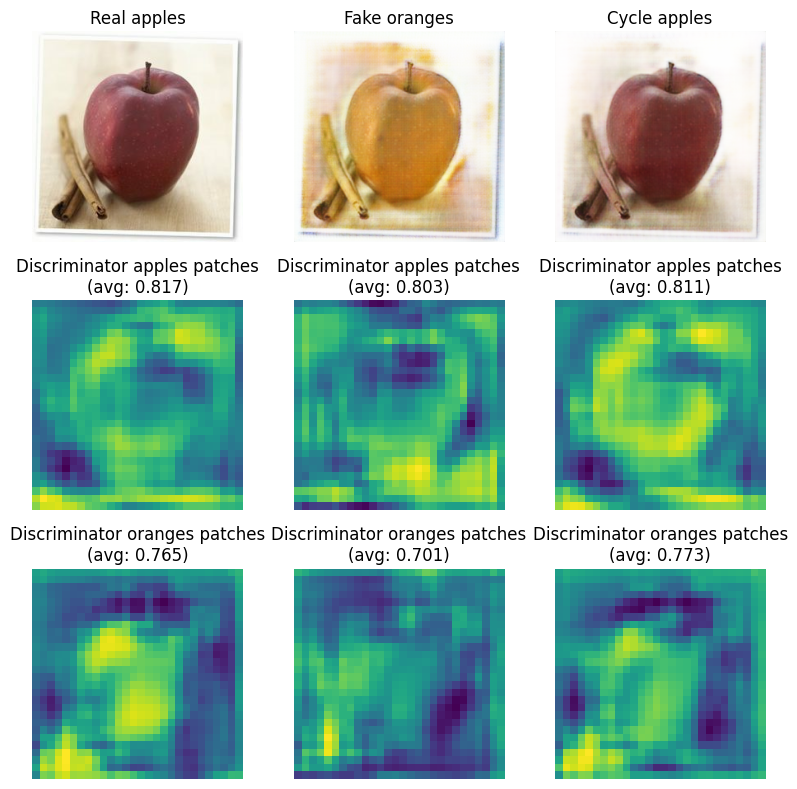 Real apples
Fake oranges
Cycle apples
Discriminator apples patches
(avg: 0.817)
Discriminator apples patches
(avg: 0.803)
Discriminator apples patches
(avg: 0.811)
Discriminator oranges patches
(avg: 0.765)
Discriminator oranges patches
(avg: 0.701)
Discriminator oranges patches
(avg: 0.773)